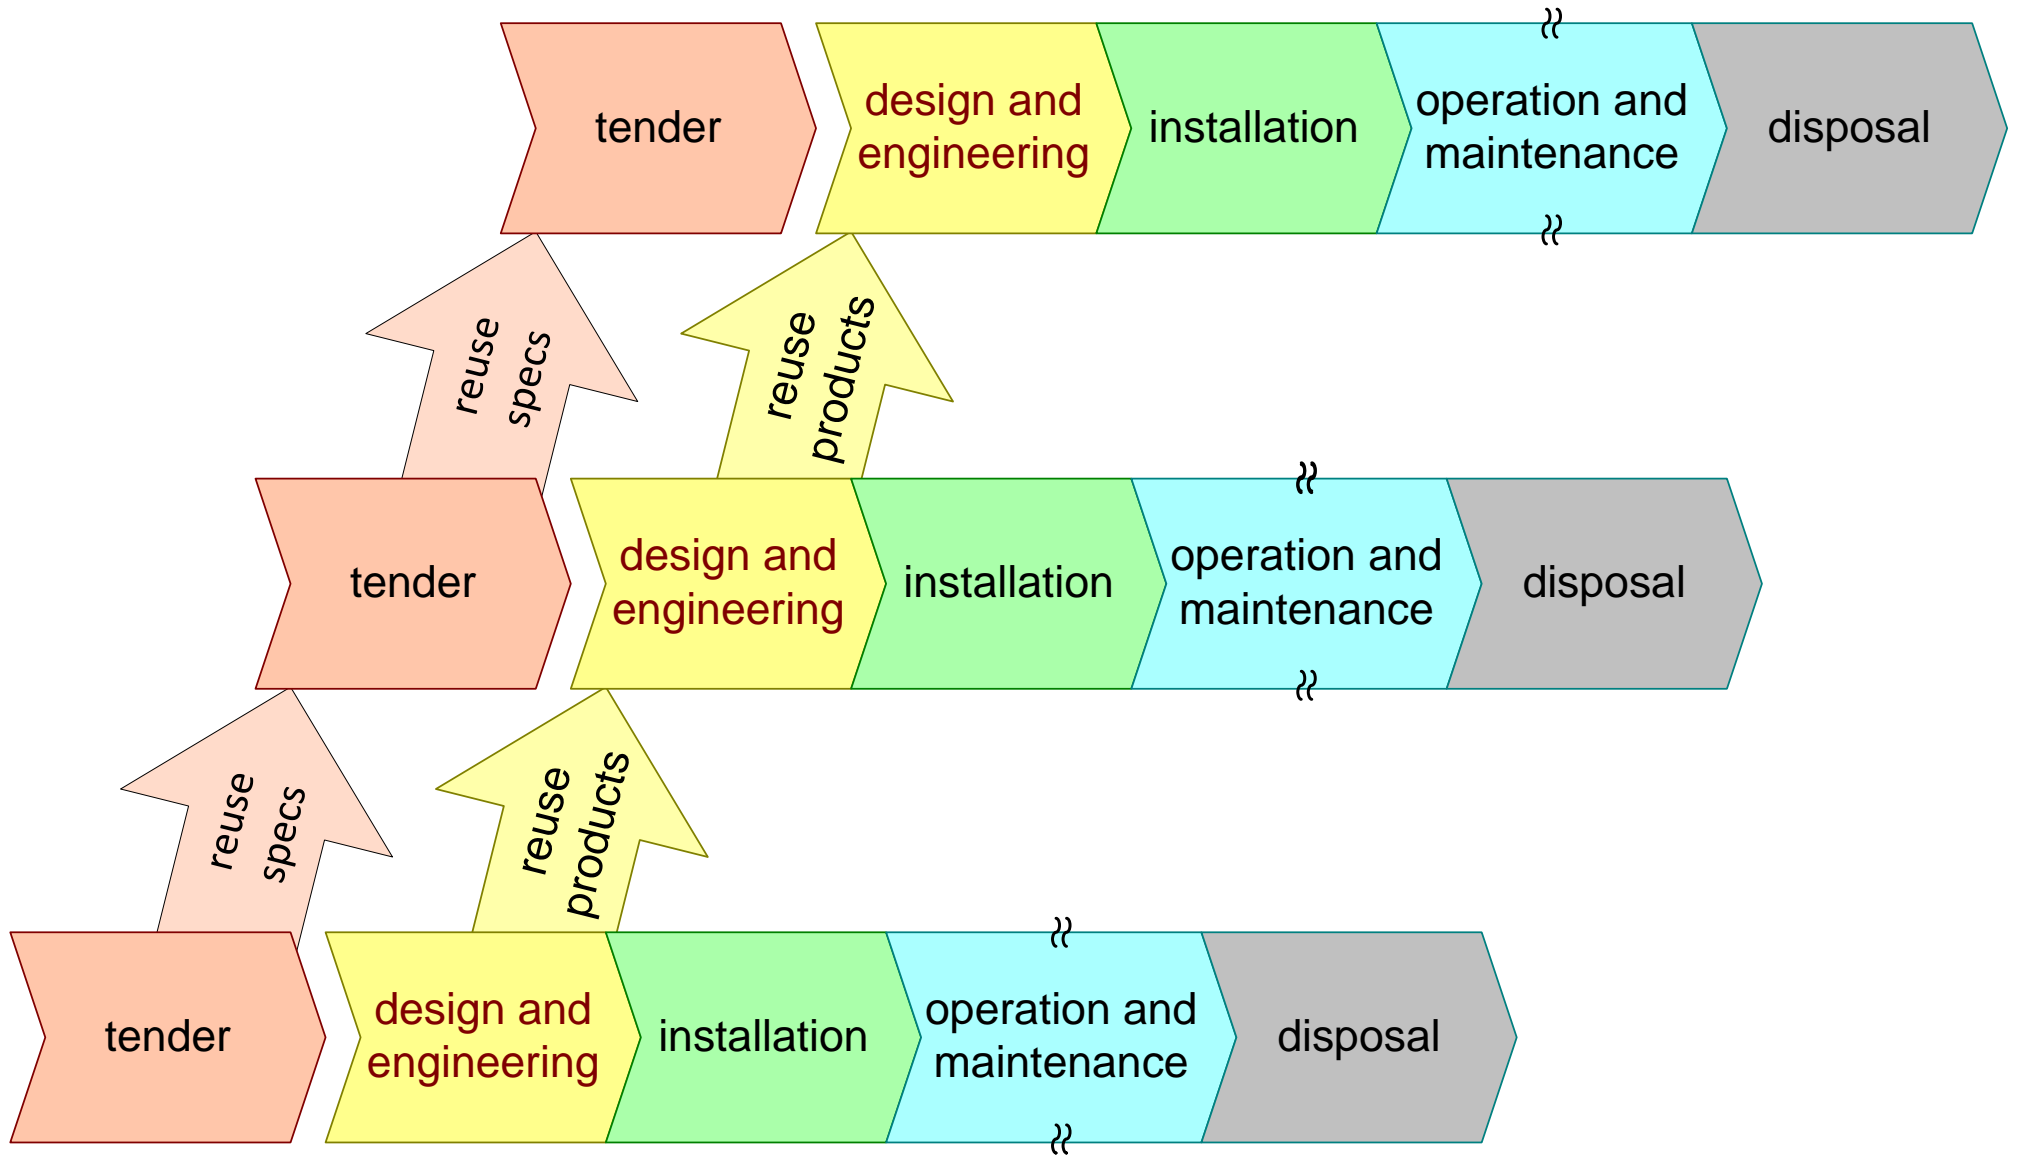 tender
design and
engineering
installation
operation and
maintenance
disposal
reuse
specs
reuse
products
tender
design and
engineering
installation
operation and
maintenance
disposal
reuse
specs
reuse
products
tender
design and
engineering
installation
operation and
maintenance
disposal